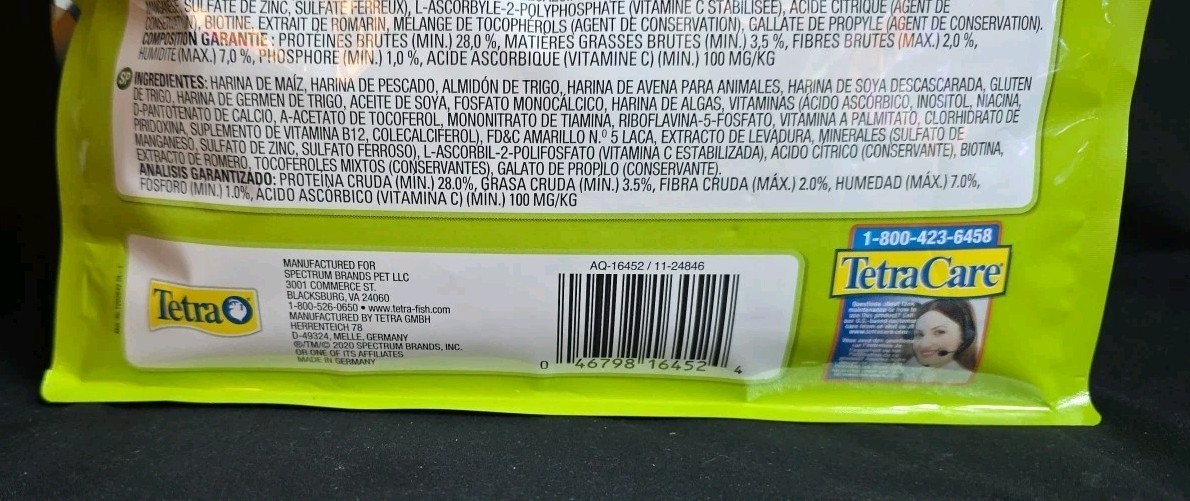 SULFATE DE ZINC, SULFATE FERREUX), L-ASCORBYLE-2-POLYPHOSPHATE (VITAMINE C STABILISÉE), ACIDE CITRIQUE (AGENT DE
CONSERVATION), BIOTINE, EXTRAIT DE ROMARIN, MÉLANGE DE TOCOPHÉROLS (AGENT DE CONSERVATION), GALLATE DE PROPYLE (AGENT DE CONSERVATION).
COMPOSITION GARANTIE : PROTÉINES BRUTES (MIN.) 28,0 %, MATIÈRES GRASSES BRUTES (MIN.) 3,5 %, FIBRES BRUTES (MAX.) 2,0 %,
HUMIDITÉ (MAX.) 7,0 %, PHOSPHORE (MIN.) 1,0 %, ACIDE ASCORBIQUE (VITAMINE C) (MIN.) 100 MG/KG
SP INGREDIENTES: HARINA DE MAÍZ, HARINA DE PESCADO, ALMIDÓN DE TRIGO, HARINA DE AVENA PARA ANIMALES, HARINA DE SOYA DESCASCARADA, GLUTEN
DE TRIGO, HARINA DE GERMEN DE TRIGO, ACEITE DE SOYA, FOSFATO MONOCÁLCICO, HARINA DE ALGAS, VITAMINAS (ÁCIDO ASCÓRBICO, INOSITOL, NIACINA,
D-PANTOTENATO DE CALCIO, A-ACETATO DE TOCOFEROL, MONONITRATO DE TIAMINA, RIBOFLAVINA-5-FOSFATO, VITAMINA A PALMITATO, CLORHIDRATO DE
PIRIDOXINA, SUPLEMENTO DE VITAMINA B12, COLECALCIFEROL), FD&C AMARILLO N.º 5 LACA, EXTRACTO DE LEVADURA, MINERALES (SULFATO DE
MANGANESO, SULFATO DE ZINC, SULFATO FERROSO), L-ASCORBIL-2-POLIFOSFATO (VITAMINA C ESTABILIZADA), ÁCIDO CÍTRICO (CONSERVANTE), BIOTINA,
EXTRACTO DE ROMERO, TOCOFEROLES MIXTOS (CONSERVANTES), GALATO DE PROPILO (CONSERVANTE).
ANÁLISIS GARANTIZADO: PROTEÍNA CRUDA (MÍN.) 28.0%, GRASA CRUDA (MÍN.) 3.5%, FIBRA CRUDA (MÁX.) 2.0%, HUMEDAD (MÁX.) 7.0%,
FÓSFORO (MÍN.) 1.0%, ÁCIDO ASCÓRBICO (VITAMINA C) (MÍN.) 100 MG/KG
Tetra
MANUFACTURED FOR
SPECTRUM BRANDS PET LLC
3001 COMMERCE ST.
BLACKSBURG, VA 24060
1-800-526-0650 • www.tetra-fish.com
MANUFACTURED BY TETRA GMBH
HERRENTEICH 78
D-49324, MELLE, GERMANY
®/TM/© 2020 SPECTRUM BRANDS, INC.
OR ONE OF ITS AFFILIATES
MADE IN GERMANY
AQ-16452 / 11-24846
0 46798 16452 4
1-800-423-6458
TetraCare®